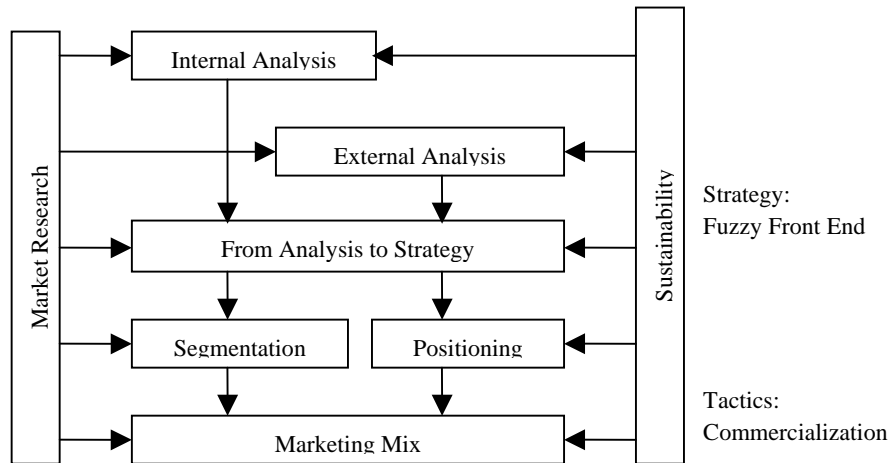 Internal Analysis
External Analysis
Market Research
Sustainability
Strategy:
Fuzzy Front End
From Analysis to Strategy
Segmentation
Positioning
Tactics:
Commercialization
Marketing Mix